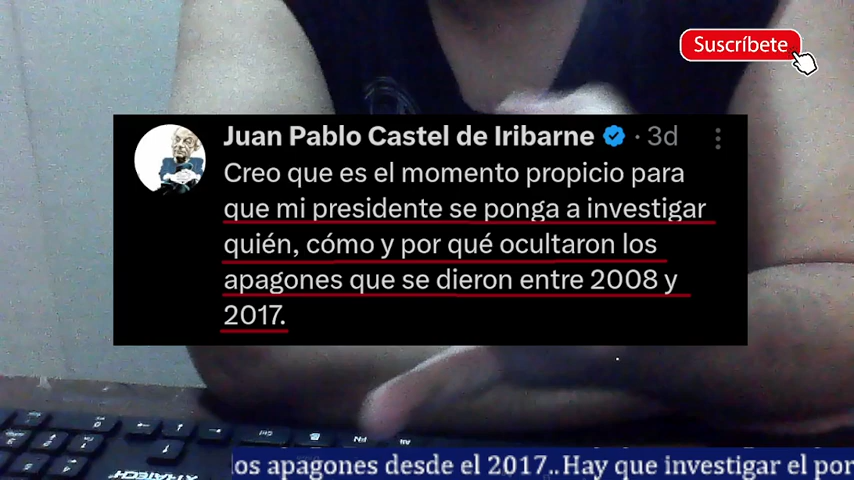 Suscríbete
Juan Pablo Castel de Iribarne · 3d
Creo que es el momento propicio para
que mi presidente se ponga a investigar
quién, cómo y por qué ocultaron los
apagones que se dieron entre 2008 y
2017.
XTRATECH
os apagones desde el 2017..Hay que investigar el por